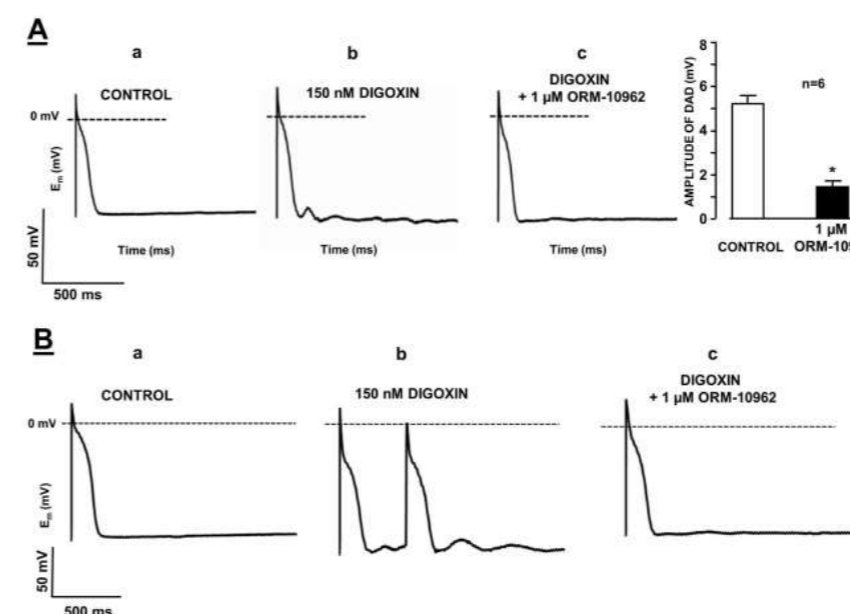 A
a
CONTROL
0 mV
Em (mV)
50 mV
500 ms
Time (ms)
b
150 nM DIGOXIN
Time (ms)
c
DIGOXIN
+ 1 µM ORM-10962
Time (ms)
AMPLITUDE OF DAD (mV)
8
6
4
2
0
n=6
*
CONTROL
1 µM
ORM-109
B
a
CONTROL
0 mV
Em (mV)
50 mV
500 ms
b
150 nM DIGOXIN
c
DIGOXIN
+ 1 µM ORM-10962